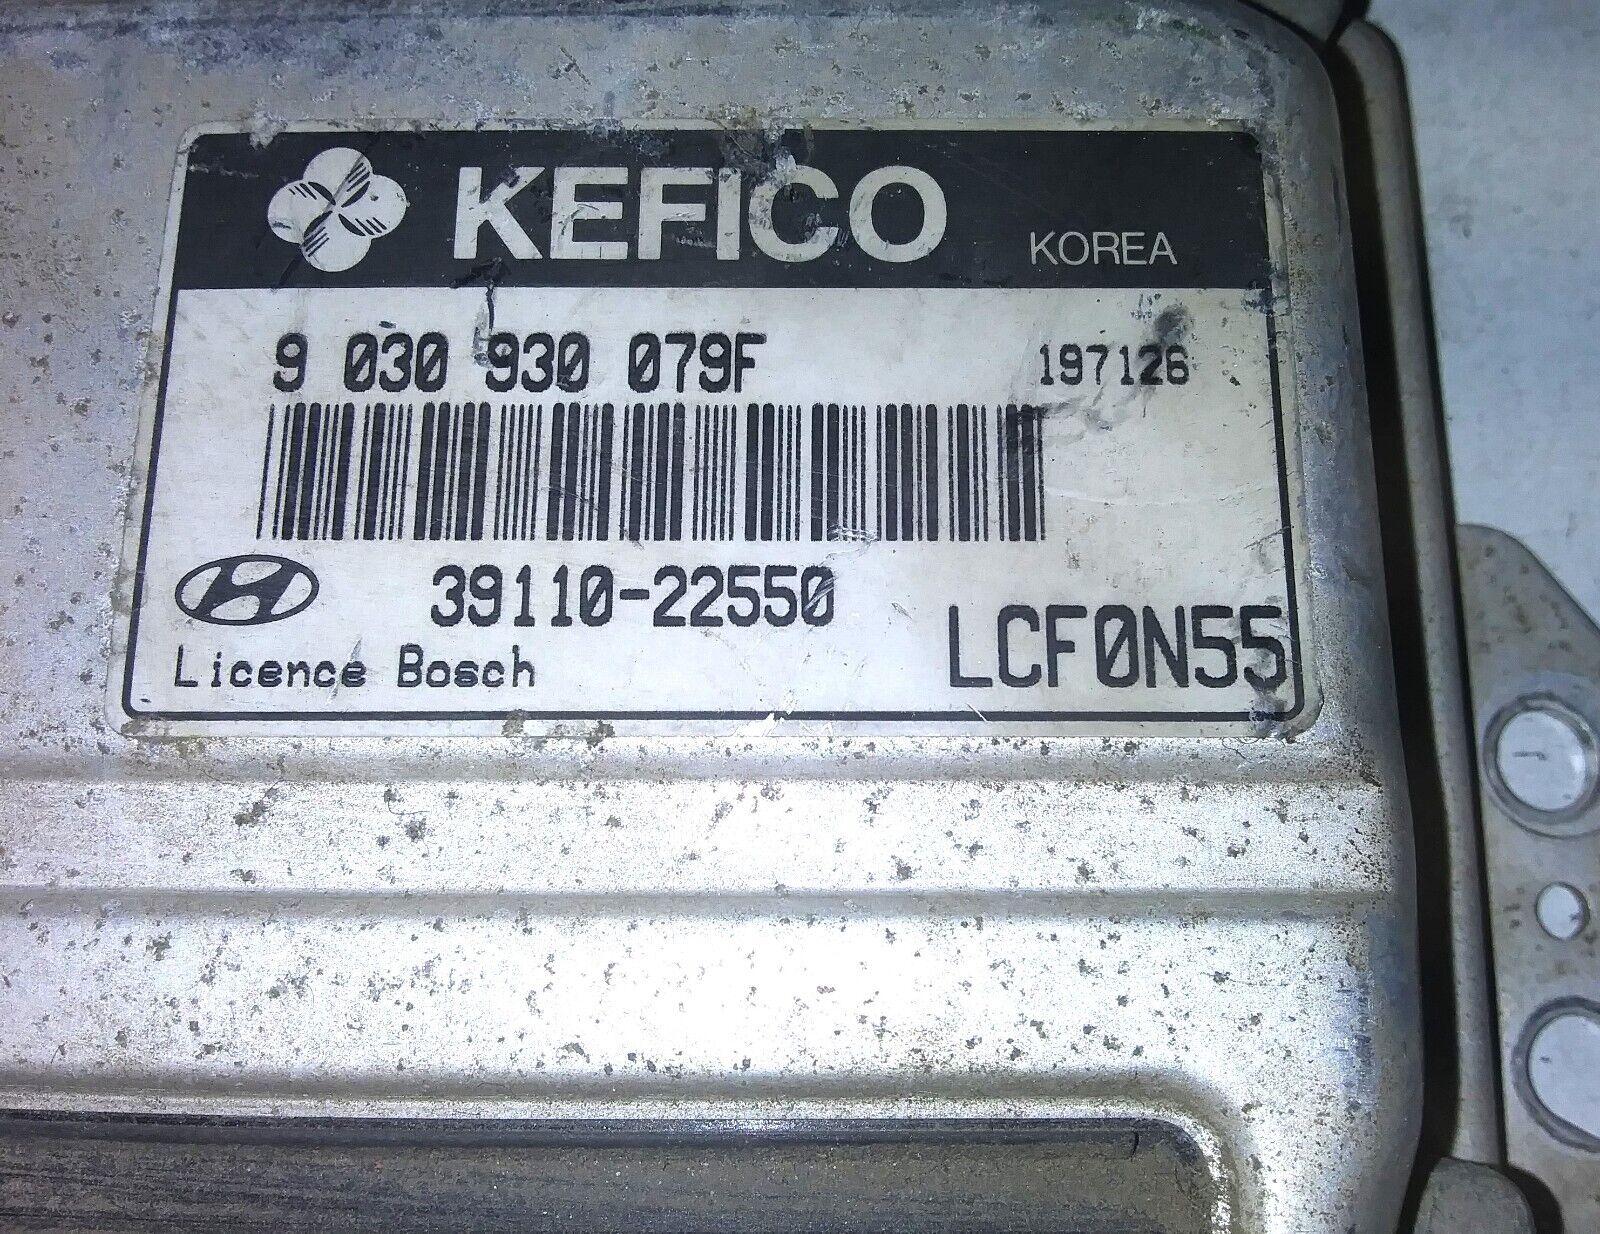 KEFICO KOREA
9 030 930 079F 197126
39110-22550
Licence Bosch LCF0N55